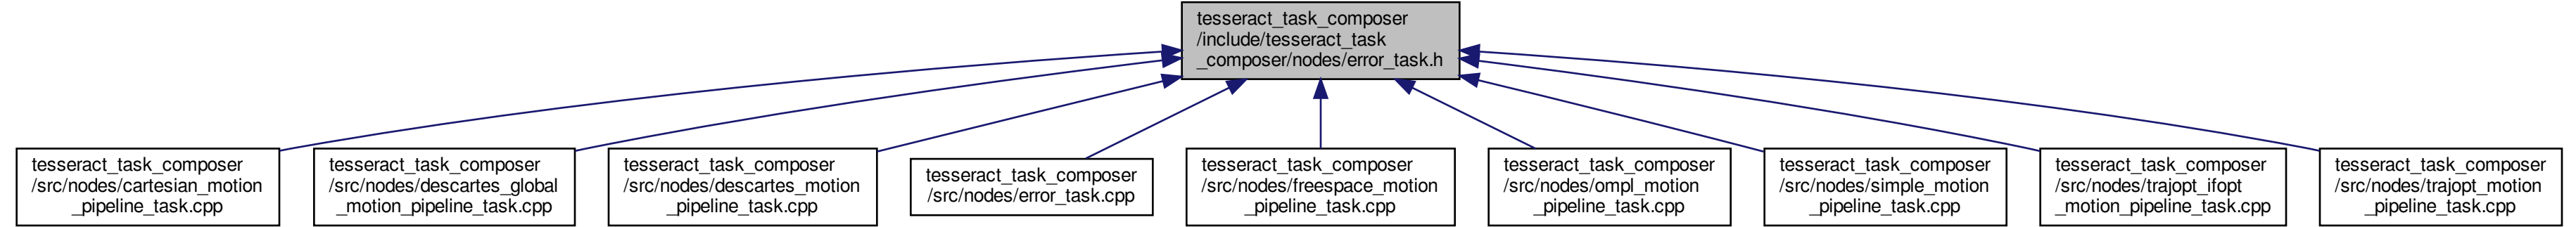 tesseract_task_composer
/include/tesseract_task
_composer/nodes/error_task.h
tesseract_task_composer
/src/nodes/cartesian_motion
_pipeline_task.cpp
tesseract_task_composer
/src/nodes/descartes_global
_motion_pipeline_task.cpp
tesseract_task_composer
/src/nodes/descartes_motion
_pipeline_task.cpp
tesseract_task_composer
/src/nodes/error_task.cpp
tesseract_task_composer
/src/nodes/freespace_motion
_pipeline_task.cpp
tesseract_task_composer
/src/nodes/ompl_motion
_pipeline_task.cpp
tesseract_task_composer
/src/nodes/simple_motion
_pipeline_task.cpp
tesseract_task_composer
/src/nodes/trajopt_ifopt
_motion_pipeline_task.cpp
tesseract_task_composer
/src/nodes/trajopt_motion
_pipeline_task.cpp